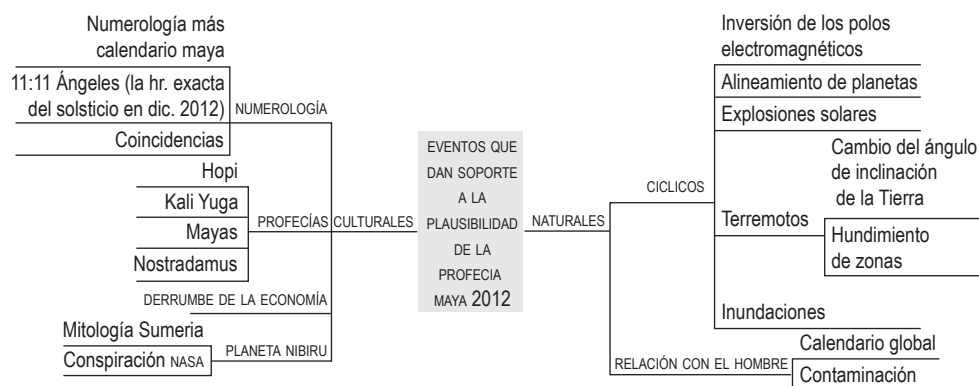 Numerología más
calendario maya
11:11 Ángeles (la hr. exacta
del solsticio en dic. 2012)
Coincidencias
NUMEROLOGÍA
Hopi
Kali Yuga
Mayas
Nostradamus
PROFECÍAS
CULTURALES
DERRUMBE DE LA ECONOMÍA
Mitología Sumeria
Conspiración NASA
PLANETA NIBIRU
EVENTOS QUE
DAN SOPORTE
A LA
PLAUSIBILIDAD
DE LA
PROFECIA
MAYA 2012
NATURALES
CICLICOS
Inversión de los polos
electromagnéticos
Alineamiento de planetas
Explosiones solares
Terremotos
Cambio del ángulo
de inclinación
de la Tierra
Hundimiento
de zonas
Inundaciones
RELACIÓN CON EL HOMBRE
Calendario global
Contaminación